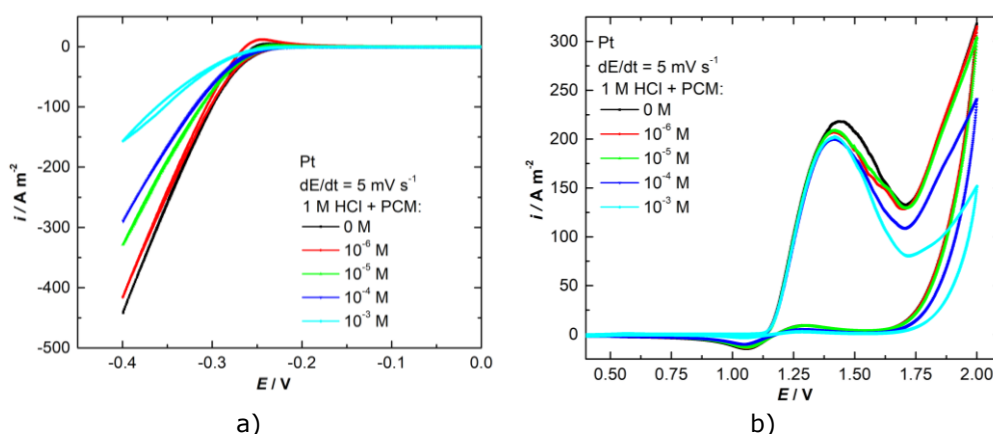 0
-100
-200
-300
-400
-500
i / A m⁻²
Pt
dE/dt = 5 mV s⁻¹
1 M HCl + PCM:
0 M
10⁻⁶ M
10⁻⁵ M
10⁻⁴ M
10⁻³ M
-0.4 -0.3 -0.2 -0.1 0.0
E / V
a)
300
250
200
150
100
50
0
i / A m⁻²
Pt
dE/dt = 5 mV s⁻¹
1 M HCl + PCM:
0 M
10⁻⁶ M
10⁻⁵ M
10⁻⁴ M
10⁻³ M
0.50 0.75 1.00 1.25 1.50 1.75 2.00
E / V
b)